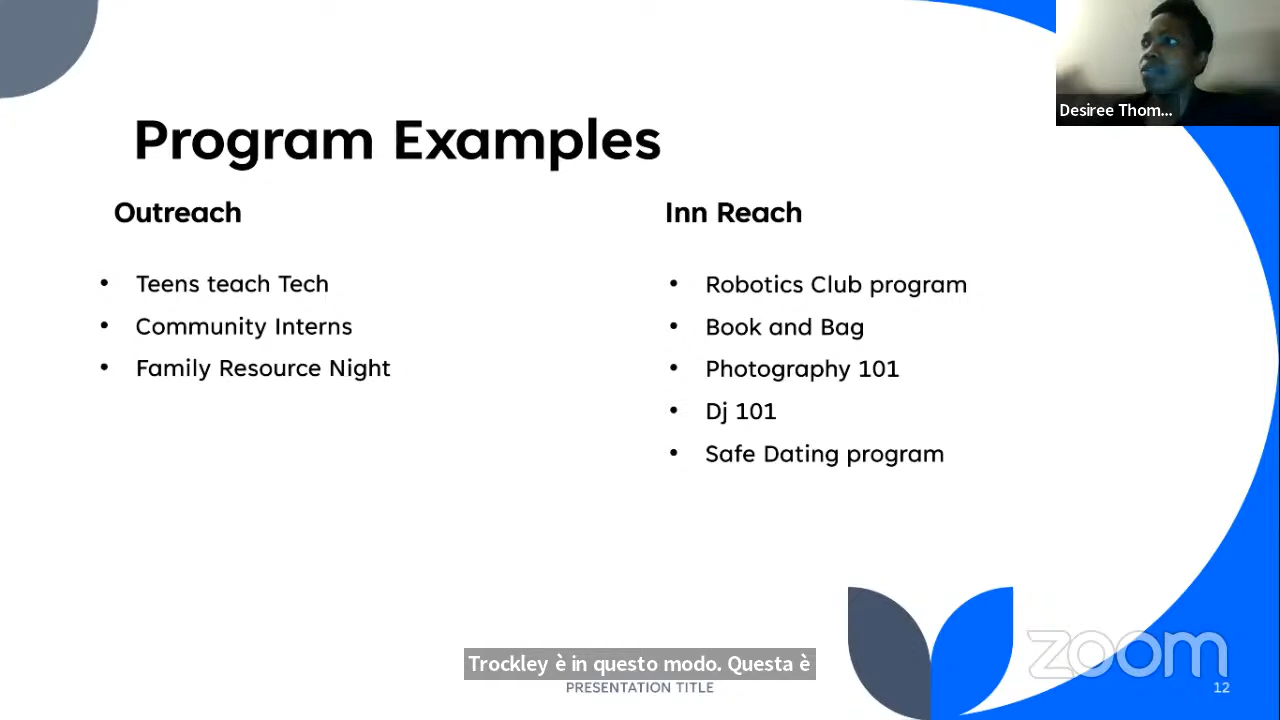 Desiree Thom...
Program Examples
Outreach
• Teens teach Tech
• Community Interns
• Family Resource Night
Inn Reach
• Robotics Club program
• Book and Bag
• Photography 101
• Dj 101
• Safe Dating program
Trockley è in questo modo. Questa è
PRESENTATION TITLE
zoom
12